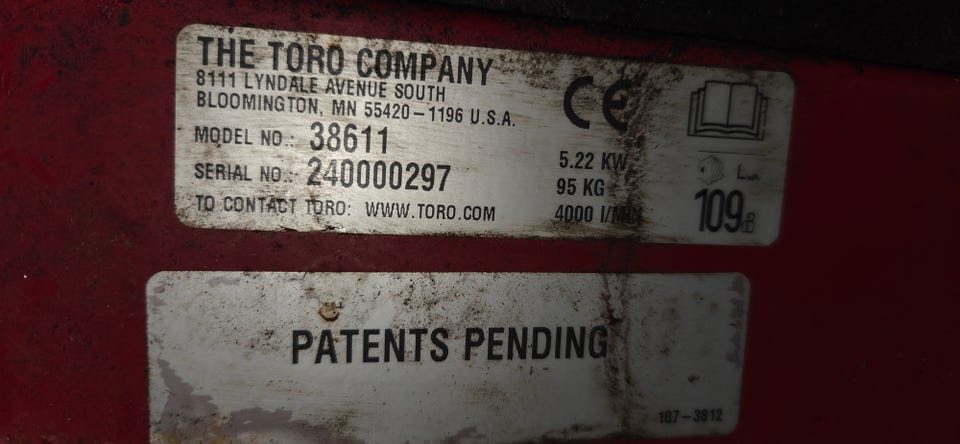 THE TORO COMPANY
8111 LYNDALE AVENUE SOUTH
BLOOMINGTON, MN 55420-1196 U.S.A.
MODEL NO.: 38611
SERIAL NO.: 240000297
TO CONTACT TORO: WWW.TORO.COM
CE
5.22 KW
95 KG
4000 I/MIN
LWA
109dB
PATENTS PENDING
107-3812